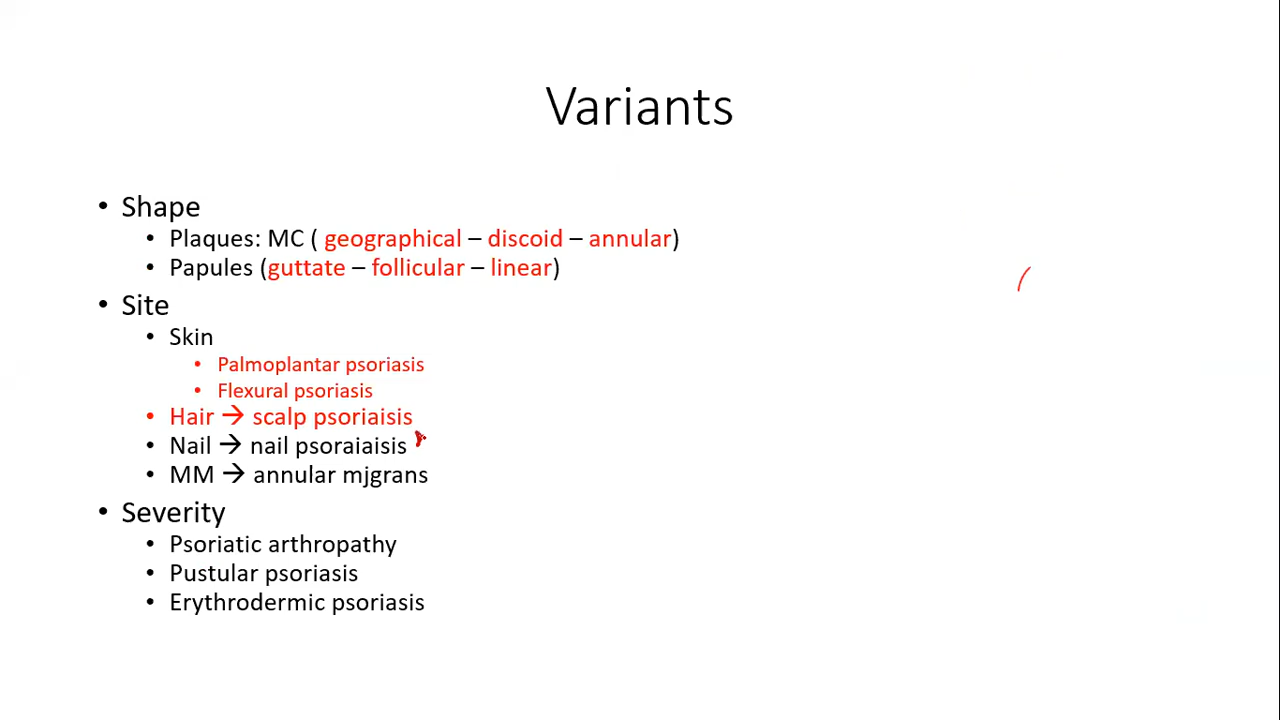 Variants
• Shape
• Plaques: MC ( geographical – discoid – annular)
• Papules (guttate – follicular – linear)
• Site
• Skin
• Palmoplantar psoriasis
• Flexural psoriasis
• Hair → scalp psoriaisis
• Nail → nail psoraiaisis
• MM → annular mjgrans
• Severity
• Psoriatic arthropathy
• Pustular psoriasis
• Erythrodermic psoriasis